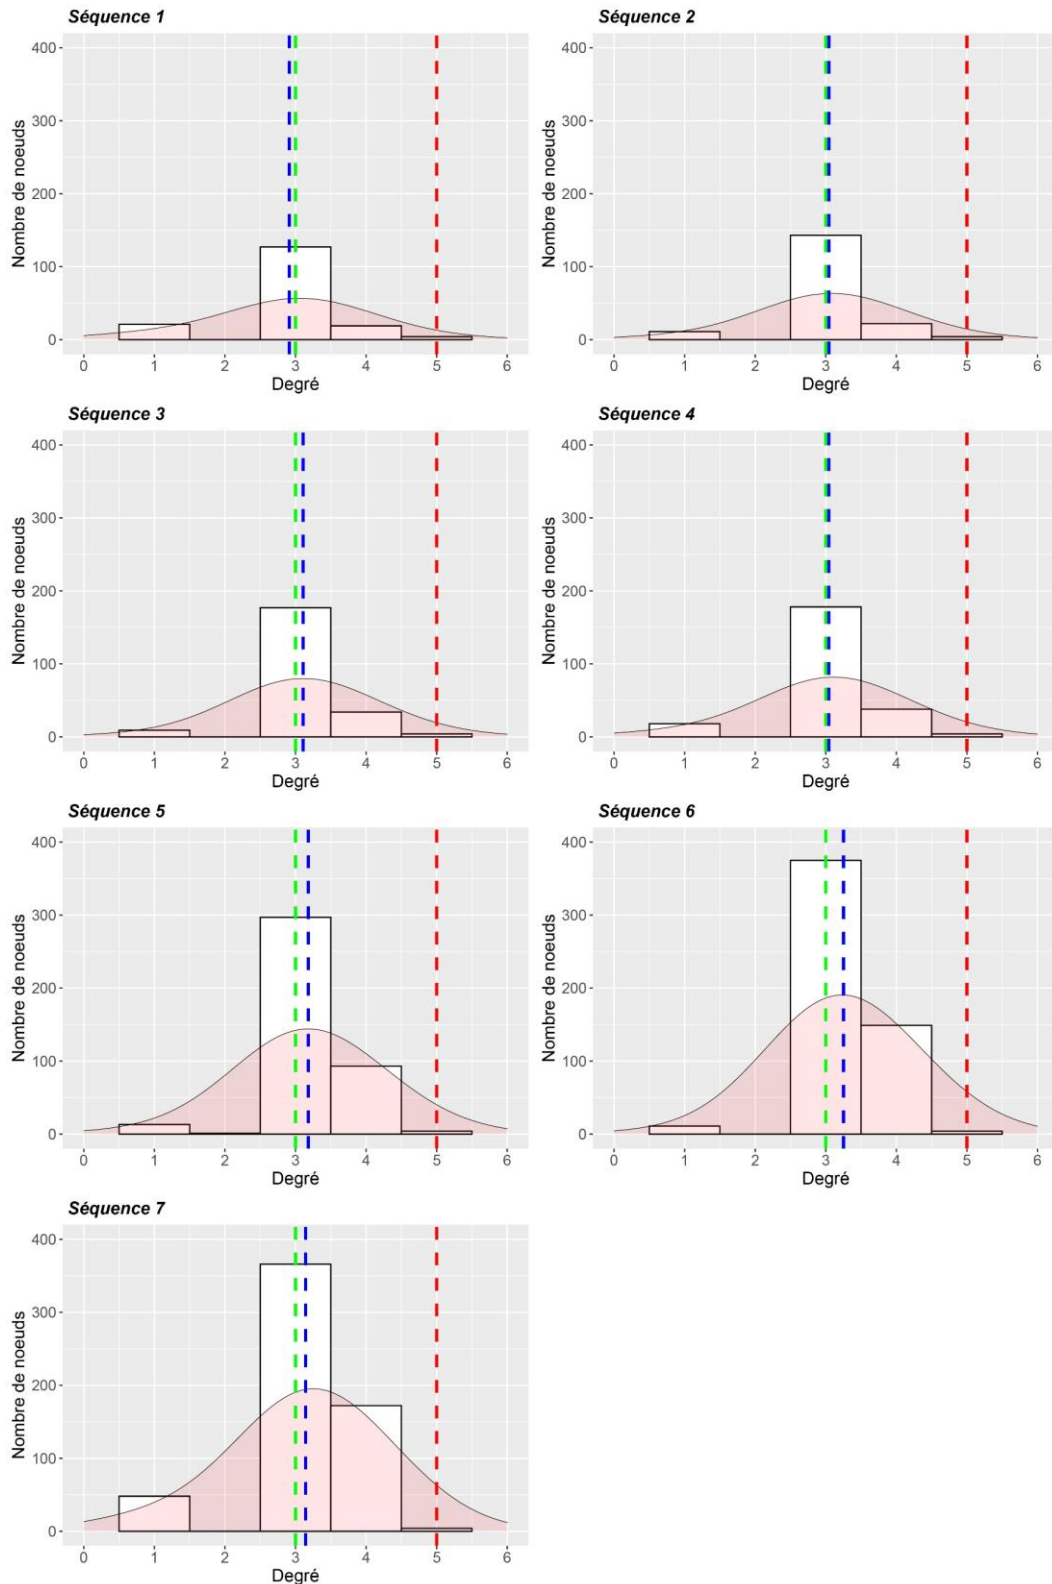 Séquence 1
Séquence 2
400
300
200
100
0
Nombre de noeuds
0 1 2 3 4 5 6
Degré
400
300
200
100
0
Nombre de noeuds
0 1 2 3 4 5 6
Degré
Séquence 3
Séquence 4
400
300
200
100
0
Nombre de noeuds
0 1 2 3 4 5 6
Degré
400
300
200
100
0
Nombre de noeuds
0 1 2 3 4 5 6
Degré
Séquence 5
Séquence 6
400
300
200
100
0
Nombre de noeuds
0 1 2 3 4 5 6
Degré
400
300
200
100
0
Nombre de noeuds
0 1 2 3 4 5 6
Degré
Séquence 7
400
300
200
100
0
Nombre de noeuds
0 1 2 3 4 5 6
Degré